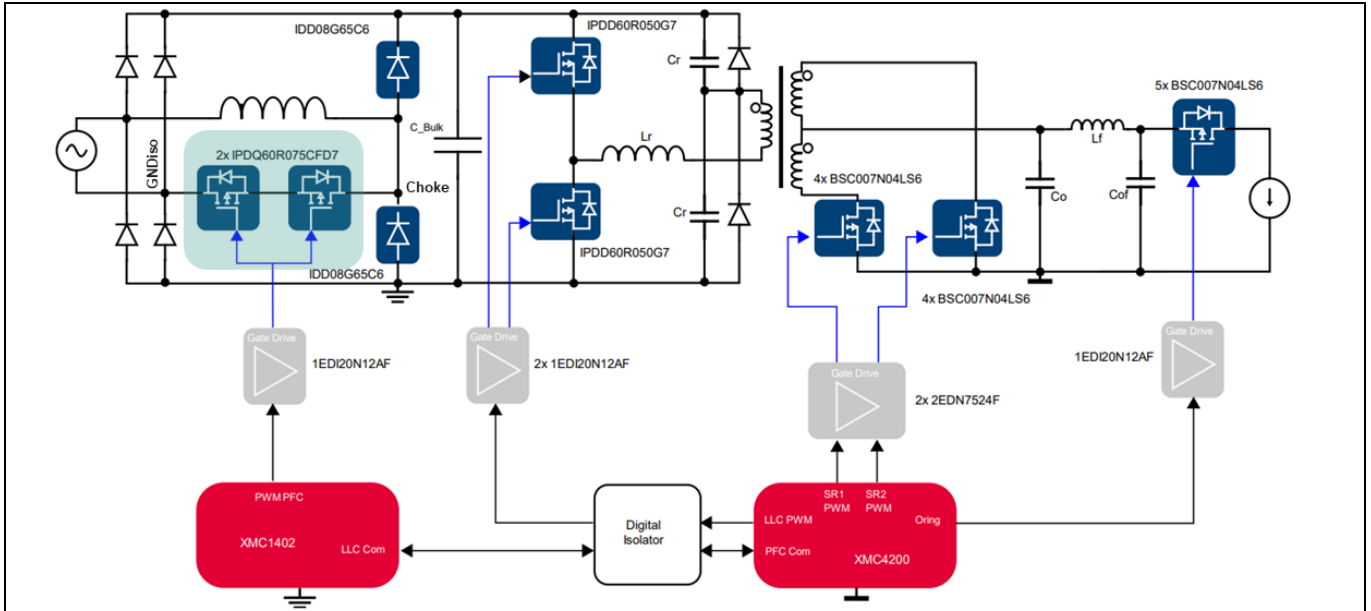 IDD08G65C6
IPDD60R050G7
Cr
5x BSC007N04LS6
C_Bulk
Lr
Lf
GNDiso
2x IPDQ60R075CFD7
Choke
4x BSC007N04LS6
Co
Cof
Cr
IDD08G65C6
IPDD60R050G7
4x BSC007N04LS6
Gate Drive
1EDI20N12AF
Gate Drive
2x 1EDI20N12AF
Gate Drive
2x 2EDN7524F
Gate Drive
1EDI20N12AF
PWM PFC
XMC1402
LLC Com
Digital
Isolator
SR1
PWM
SR2
PWM
LLC PWM
Oring
PFC Com
XMC4200